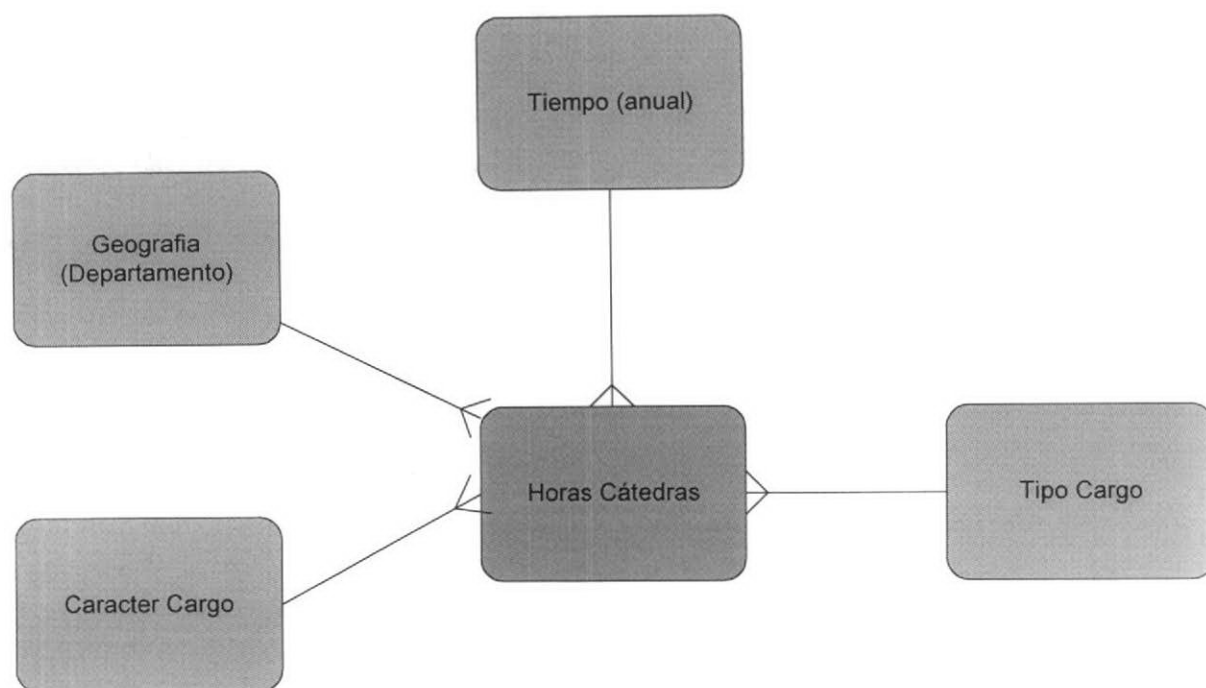 Tiempo (anual)
Geografia
(Departamento)
Horas Cátedras
Tipo Cargo
Caracter Cargo